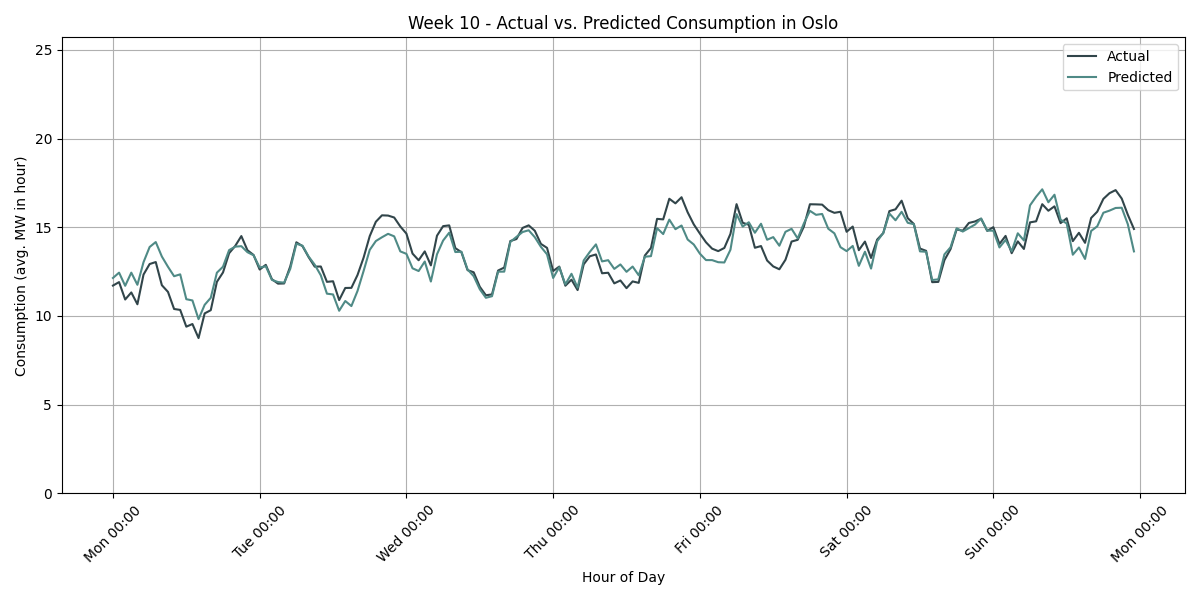 Week 10 - Actual vs. Predicted Consumption in Oslo
Actual
Predicted
Consumption (avg. MW in hour)
25
20
15
10
5
0
Mon 00:00
Tue 00:00
Wed 00:00
Thu 00:00
Fri 00:00
Sat 00:00
Sun 00:00
Mon 00:00
Hour of Day